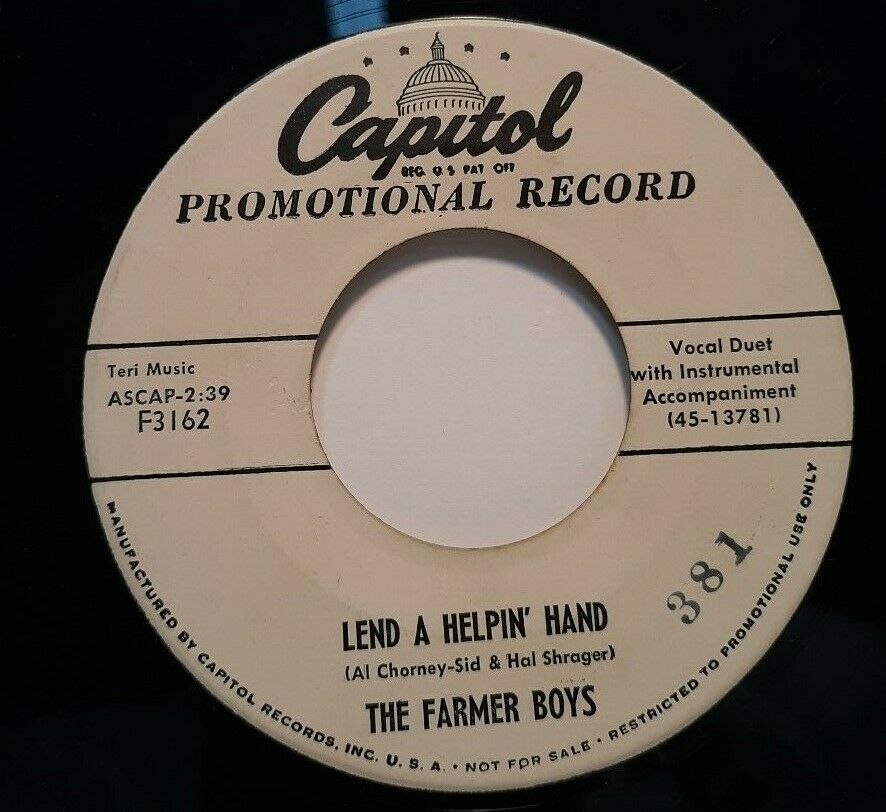 Capitol
REG. U.S. PAT. OFF.
PROMOTIONAL RECORD
Teri Music
ASCAP-2:39
F3162
Vocal Duet
with Instrumental
Accompaniment
(45-13781)
381
LEND A HELPIN' HAND
(Al Chorney-Sid & Hal Shrager)
THE FARMER BOYS
MANUFACTURED BY CAPITOL RECORDS, INC. U. S. A. • NOT FOR SALE • RESTRICTED TO PROMOTIONAL USE ONLY